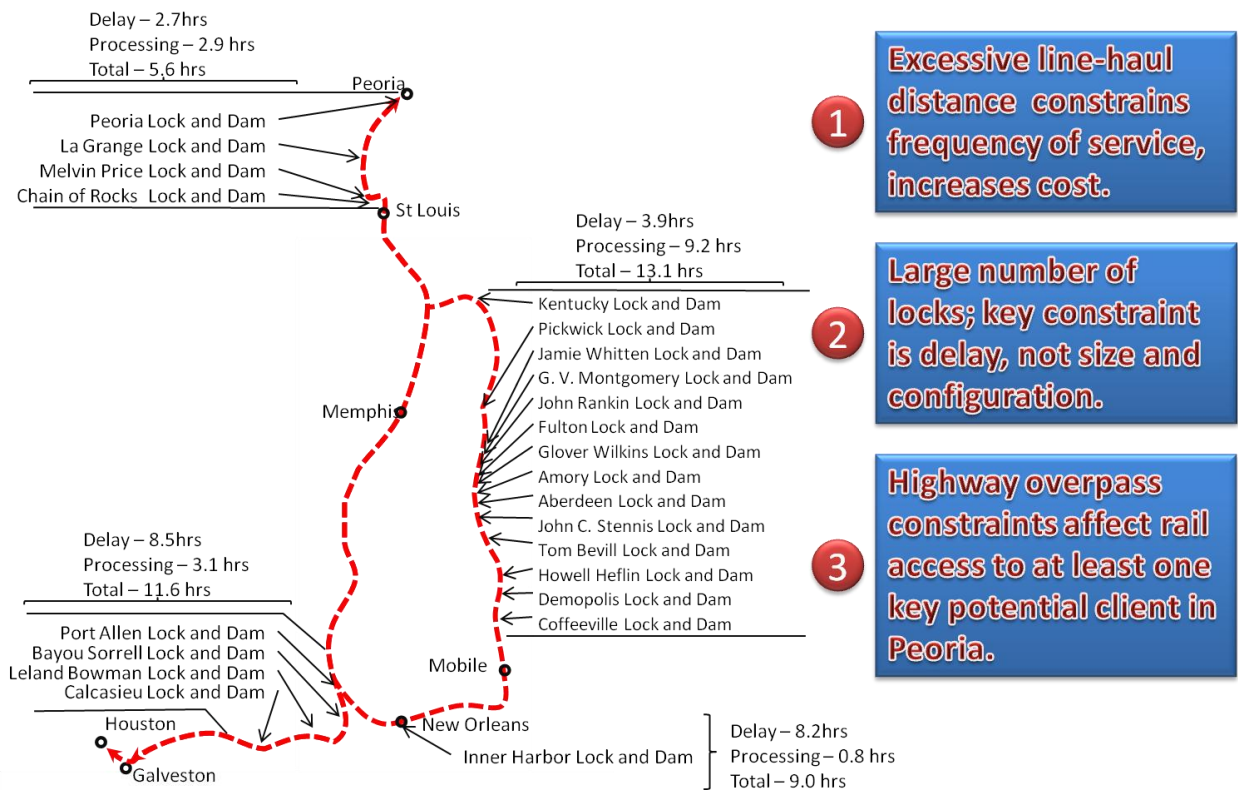 Delay – 2.7hrs
Processing – 2.9 hrs
Total – 5.6 hrs
Peoria
Peoria Lock and Dam
La Grange Lock and Dam
Melvin Price Lock and Dam
Chain of Rocks Lock and Dam
St Louis
Delay – 3.9hrs
Processing – 9.2 hrs
Total – 13.1 hrs
Kentucky Lock and Dam
Pickwick Lock and Dam
Jamie Whitten Lock and Dam
G. V. Montgomery Lock and Dam
John Rankin Lock and Dam
Fulton Lock and Dam
Glover Wilkins Lock and Dam
Amory Lock and Dam
Aberdeen Lock and Dam
John C. Stennis Lock and Dam
Tom Bevill Lock and Dam
Howell Heflin Lock and Dam
Demopolis Lock and Dam
Coffeeville Lock and Dam
Memphis
Delay – 8.5hrs
Processing – 3.1 hrs
Total – 11.6 hrs
Port Allen Lock and Dam
Bayou Sorrell Lock and Dam
Leland Bowman Lock and Dam
Calcasieu Lock and Dam
Houston
Galveston
Mobile
New Orleans
Inner Harbor Lock and Dam
Delay – 8.2hrs
Processing – 0.8 hrs
Total – 9.0 hrs
1
Excessive line-haul
distance constrains
frequency of service,
increases cost.
2
Large number of
locks; key constraint
is delay, not size and
configuration.
3
Highway overpass
constraints affect rail
access to at least one
key potential client in
Peoria.